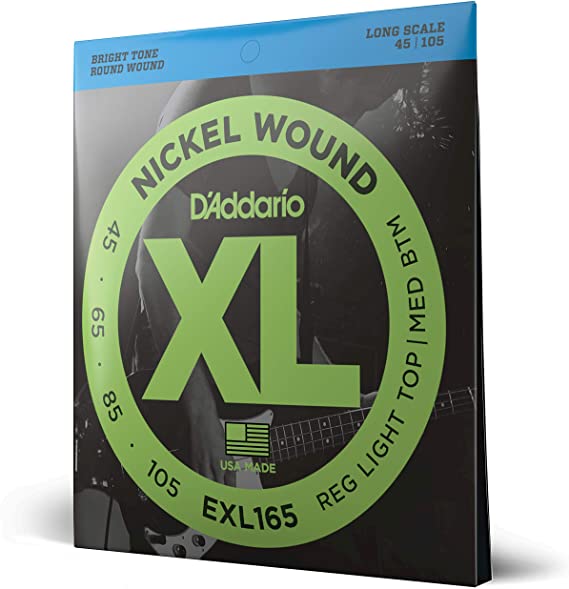 BRIGHT TONE
ROUND WOUND
LONG SCALE
45 | 105
NICKEL WOUND
D'Addario
XL
USA MADE
45 · 65 · 85 · 105
EXL165
REG LIGHT TOP | MED BTM